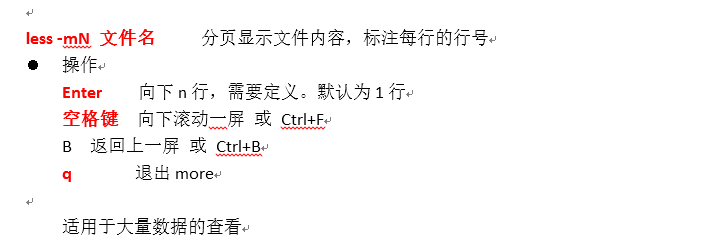 less -mN 文件名 分页显示文件内容，标注每行的行号
● 操作
Enter 向下 n 行，需要定义。默认为 1 行
空格键 向下滚动一屏 或 Ctrl+F
B 返回上一屏 或 Ctrl+B
q 退出 more
适用于大量数据的查看